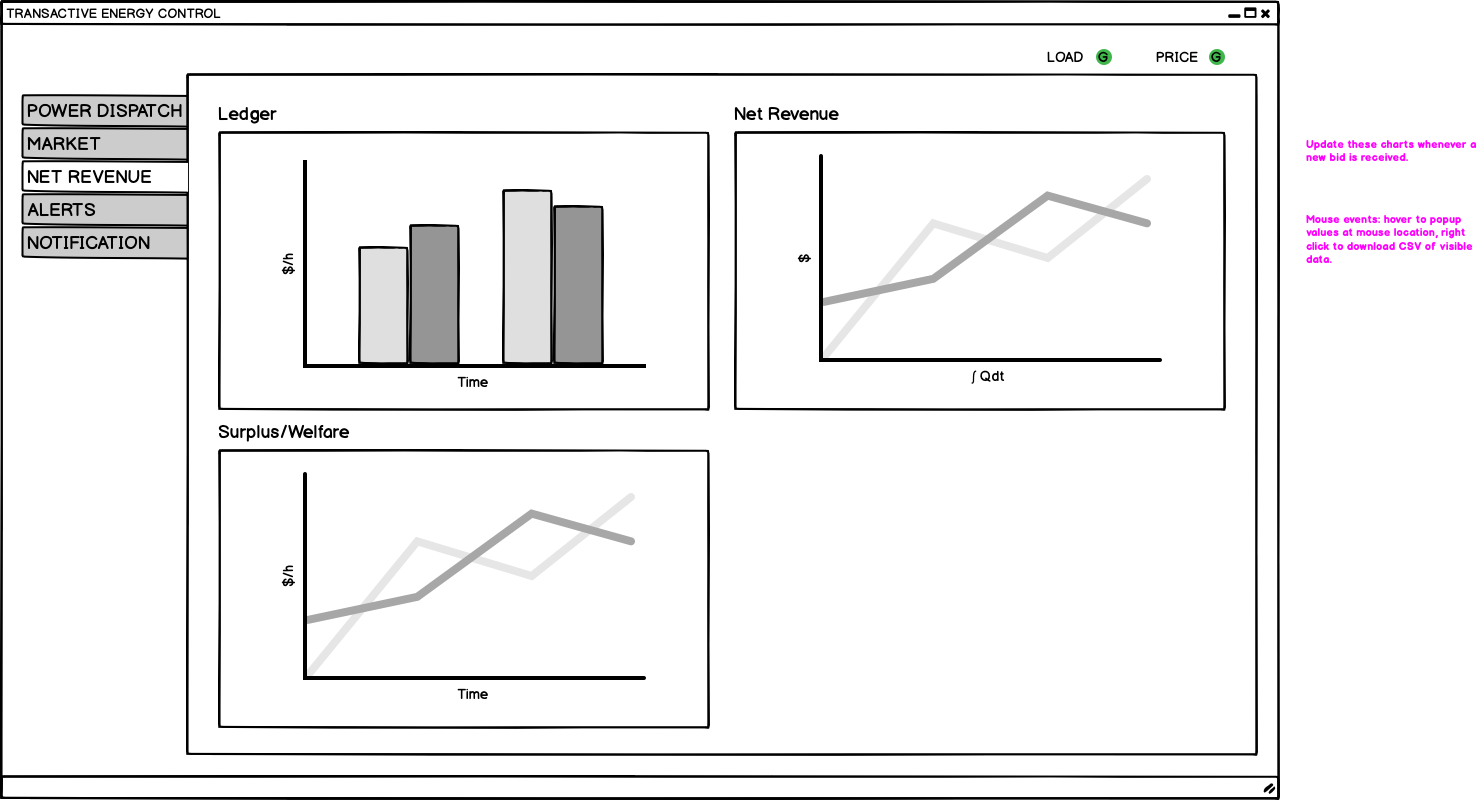 TRANSACTIVE ENERGY CONTROL
LOAD G PRICE G
POWER DISPATCH
MARKET
NET REVENUE
ALERTS
NOTIFICATION
Ledger
$/h
Time
Net Revenue
$
∫ Qdt
Surplus/Welfare
$/h
Time
Update these charts whenever a
new bid is received.
Mouse events: hover to popup
values at mouse location, right
click to download CSV of visible
data.